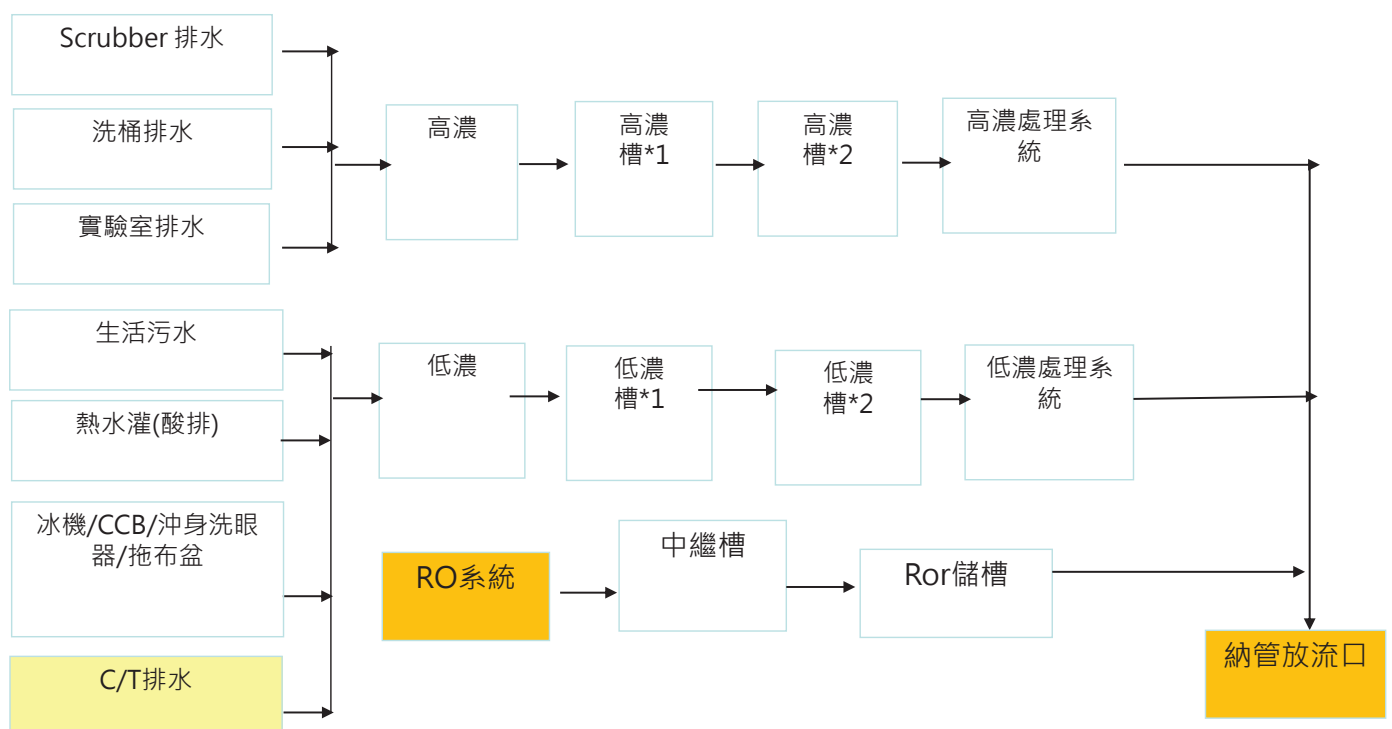 Scrubber 排水
洗桶排水
實驗室排水
高濃
高濃
槽*1
高濃
槽*2
高濃處理系
統
生活污水
熱水灌(酸排)
冰機/CCB/沖身洗眼
器/拖布盆
C/T排水
低濃
低濃
槽*1
低濃
槽*2
低濃處理系
統
RO系統
中繼槽
Ror儲槽
納管放流口